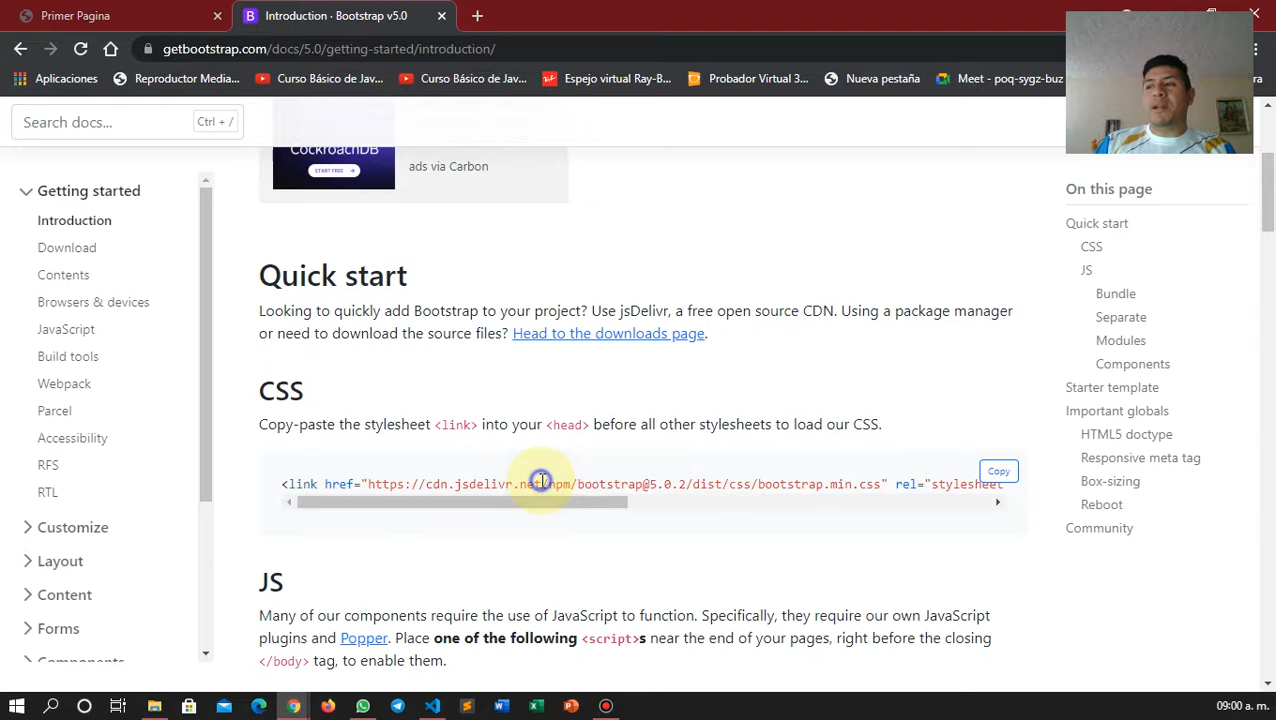 Primer Pagina
Introduction · Bootstrap v5.0
getbootstrap.com/docs/5.0/getting-started/introduction/
Aplicaciones
Reproductor Media...
Curso Básico de Jav...
Curso Básico de Jav...
Espejo virtual Ray-B...
Probador Virtual 3...
Nueva pestaña
Meet - poq-sygz-buz
ra
Search docs...
Ctrl + /
Getting started
Introduction
Download
Contents
Browsers & devices
JavaScript
Build tools
Webpack
Parcel
Accessibility
RFS
RTL
Customize
Layout
Content
Forms
Components
CockroachDB
START FREE
ads via Carbon
Quick start
Looking to quickly add Bootstrap to your project? Use jsDelivr, a free open source CDN. Using a package manager
or need to download the source files? Head to the downloads page.
CSS
Copy-paste the stylesheet <link> into your <head> before all other stylesheets to load our CSS.
Copy
<link href="https://cdn.jsdelivr.net/npm/bootstrap@5.0.2/dist/css/bootstrap.min.css" rel="stylesheet
JS
Many of our components require the use of JavaScript to function. Specifically, they require our own JavaScript
plugins and Popper. Place one of the following <script>s near the end of your pages, right before the closing
</body> tag, to enable them.
On this page
Quick start
CSS
JS
Bundle
Separate
Modules
Components
Starter template
Important globals
HTML5 doctype
Responsive meta tag
Box-sizing
Reboot
Community
09:00 a. m.